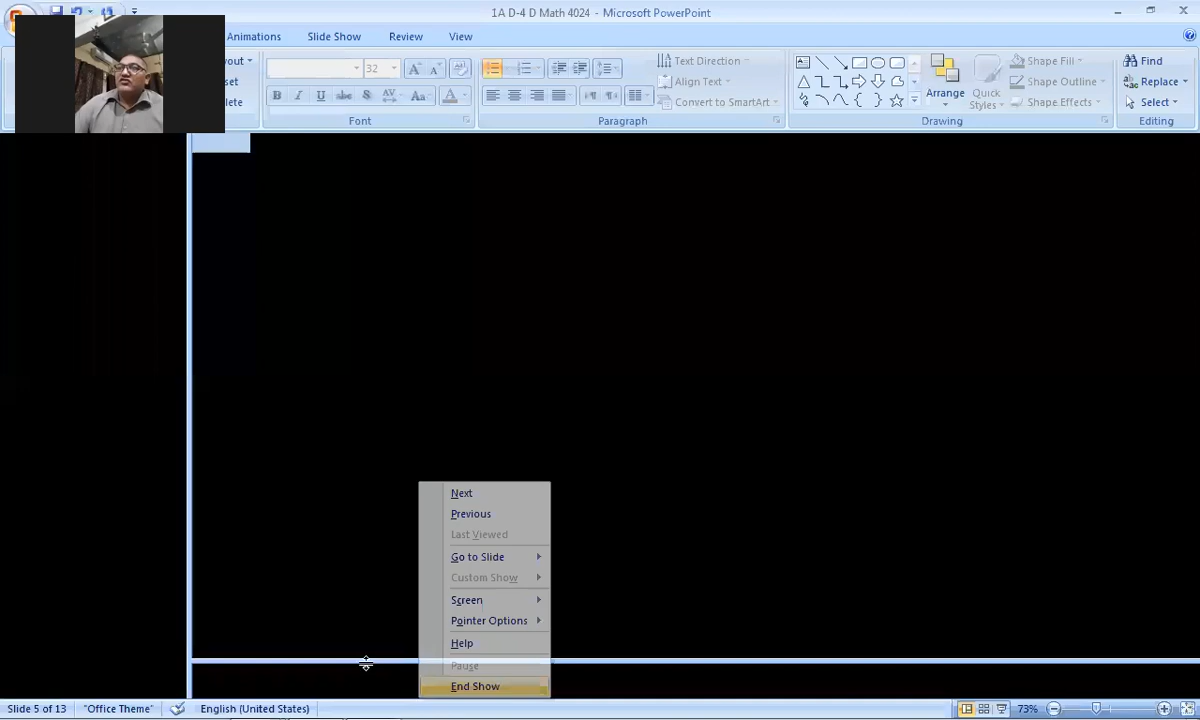 1A D-4 D Math 4024 - Microsoft PowerPoint
Animations Slide Show Review View
32 Text Direction Shape Fill Find
Align Text Shape Outline Replace
B I U abc S AV Aa A Convert to SmartArt Arrange Quick Styles Shape Effects Select
Font Paragraph Drawing Editing
Next
Previous
Last Viewed
Go to Slide
Custom Show
Screen
Pointer Options
Help
Pause
End Show
Slide 5 of 13 "Office Theme" English (United States) 73%